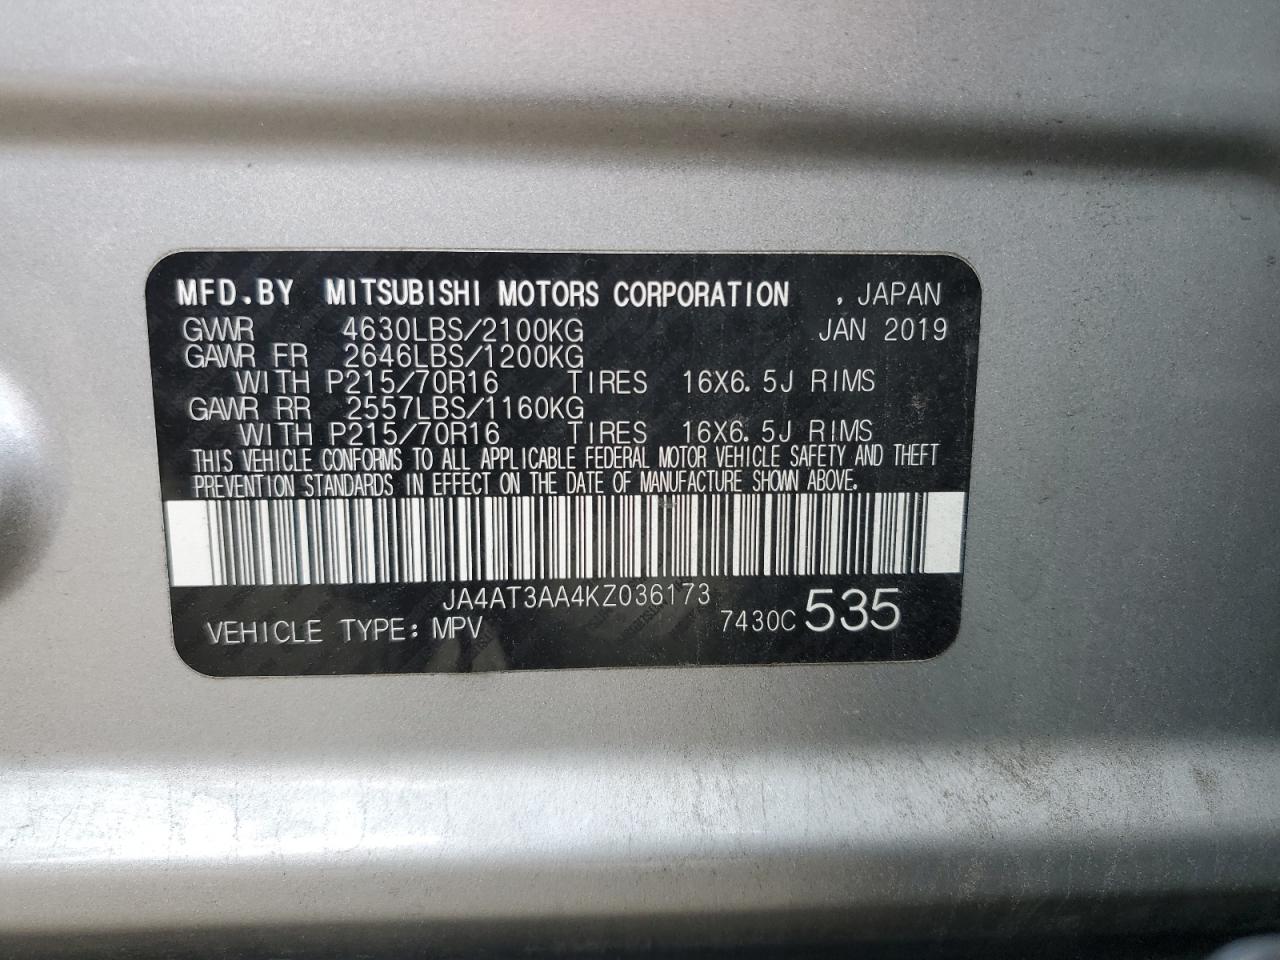 MFD.BY MITSUBISHI MOTORS CORPORATION , JAPAN
GVWR 4630LBS/2100KG JAN 2019
GAWR FR 2646LBS/1200KG
WITH P215/70R16 TIRES 16X6.5J RIMS
GAWR RR 2557LBS/1160KG
WITH P215/70R16 TIRES 16X6.5J RIMS
THIS VEHICLE CONFORMS TO ALL APPLICABLE FEDERAL MOTOR VEHICLE SAFETY AND THEFT
PREVENTION STANDARDS IN EFFECT ON THE DATE OF MANUFACTURE SHOWN ABOVE.
JA4AT3AA4KZ036173
VEHICLE TYPE: MPV 7430C 535